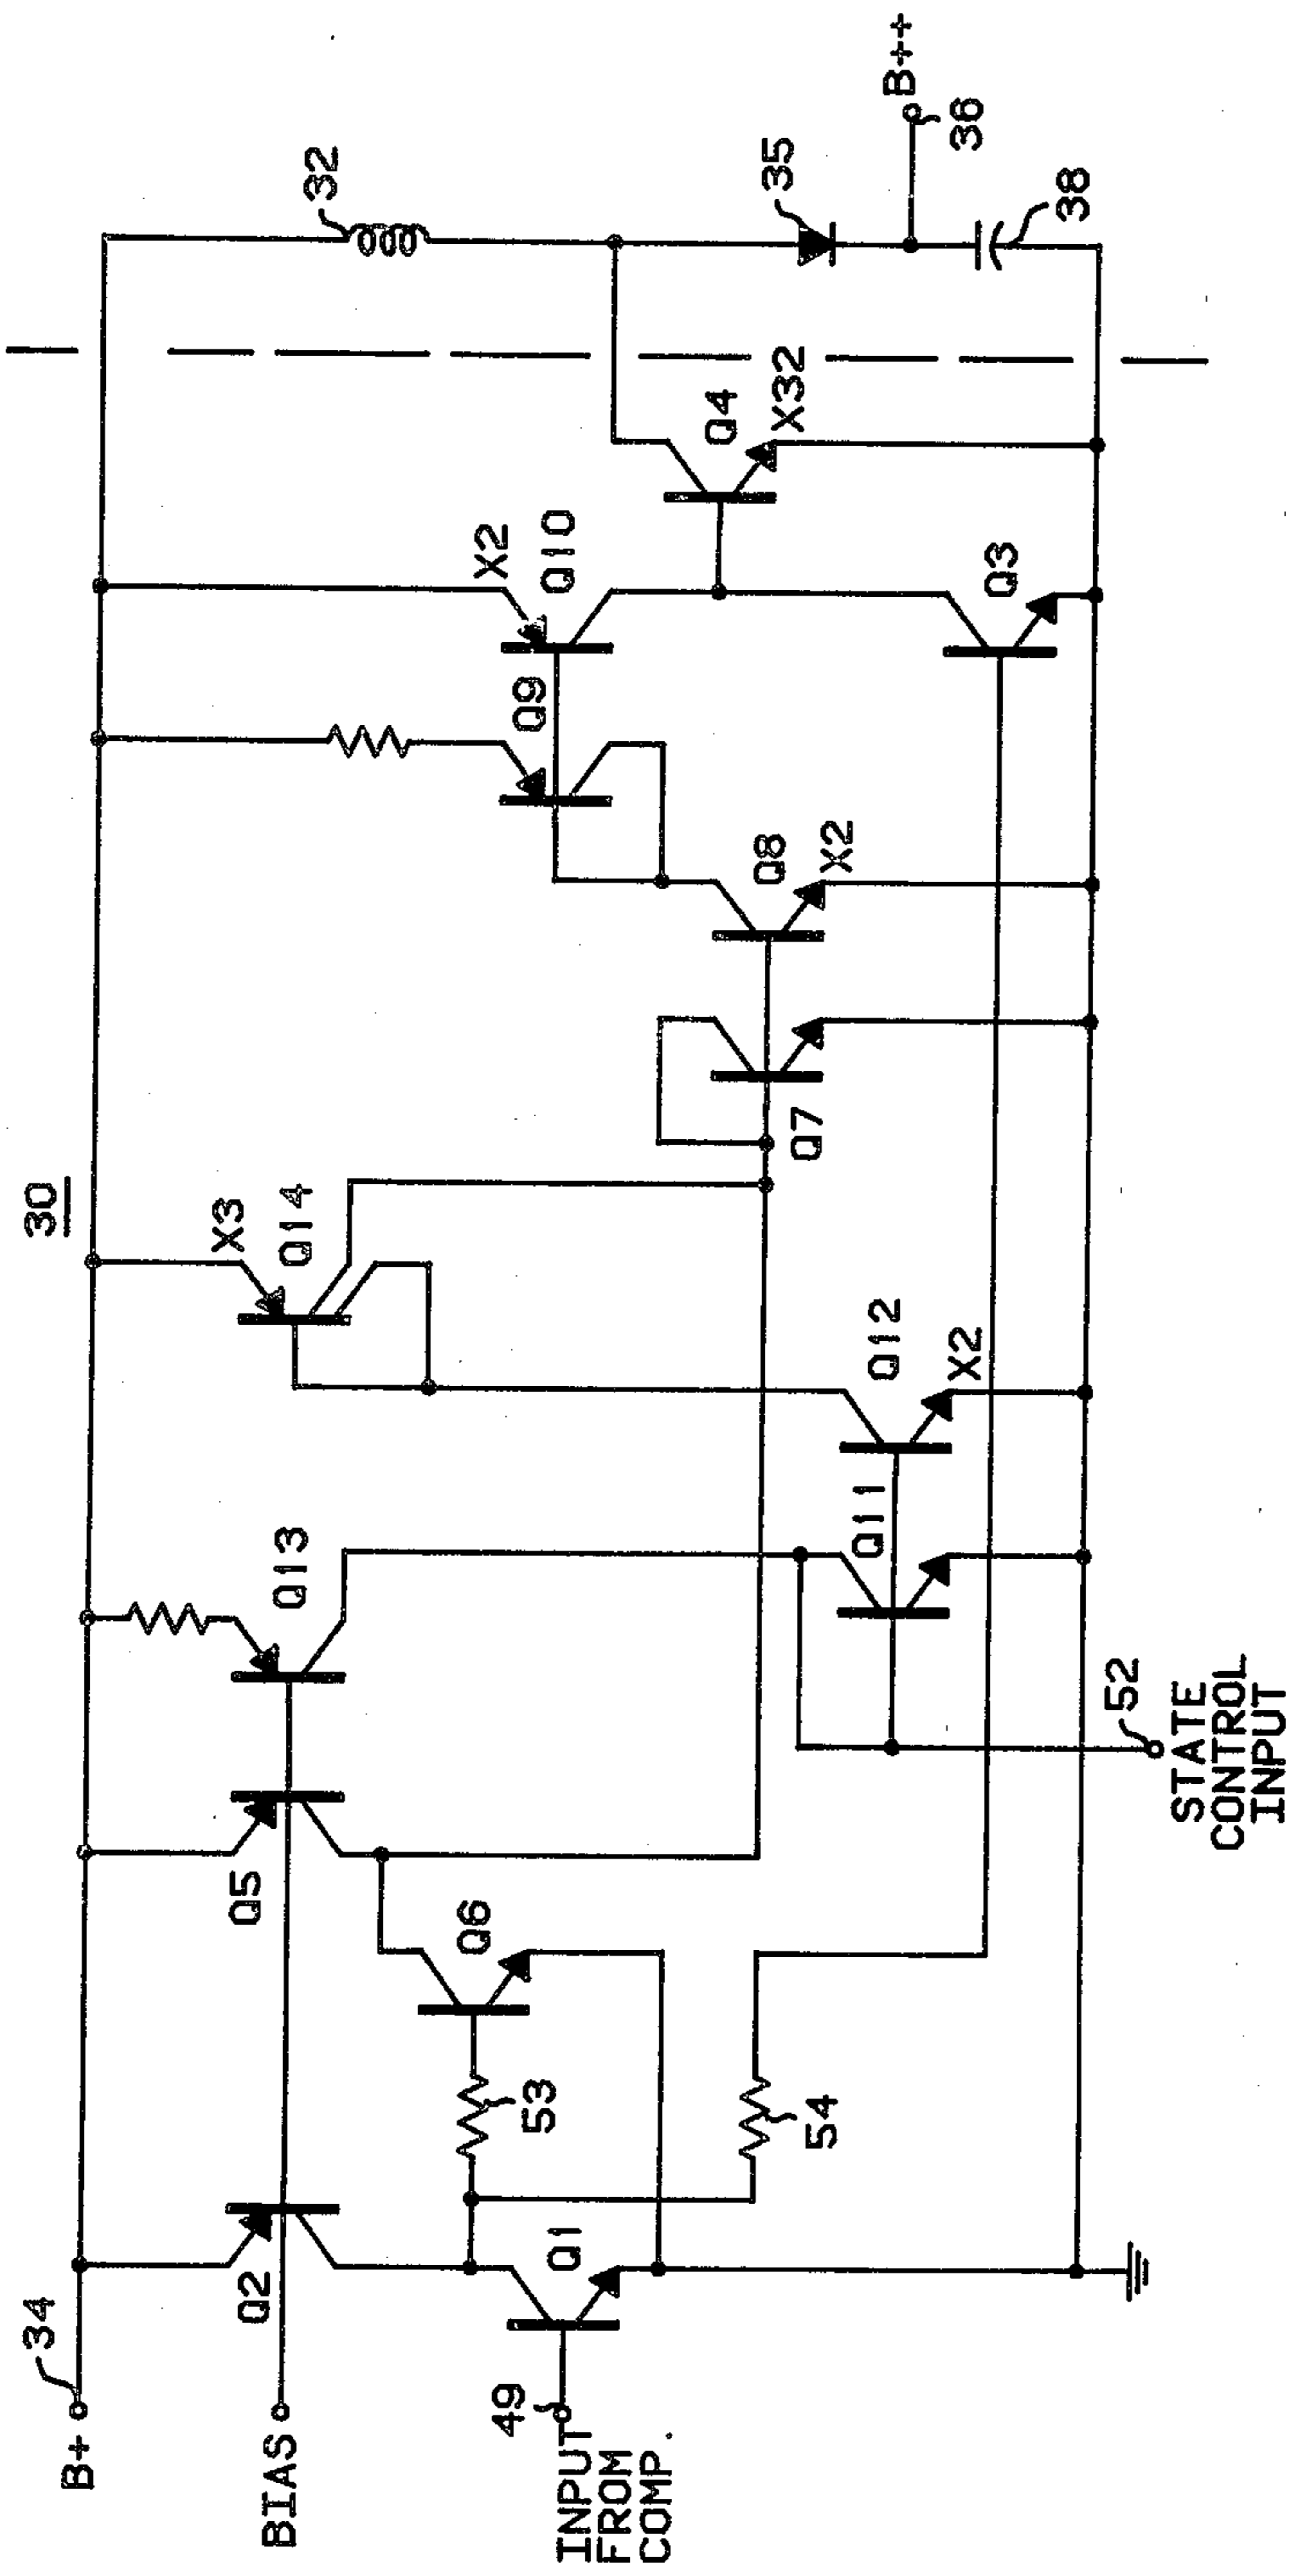 30
B+
34
BIAS
49
INPUT
FROM
COMP.
Q2
Q1
53
54
Q6
Q5
Q13
52
STATE
CONTROL
INPUT
Q11
Q12
X2
X3
Q14
Q7
Q8
X2
Q9
X2
Q10
Q3
Q4
X32
32
35
B++
36
38